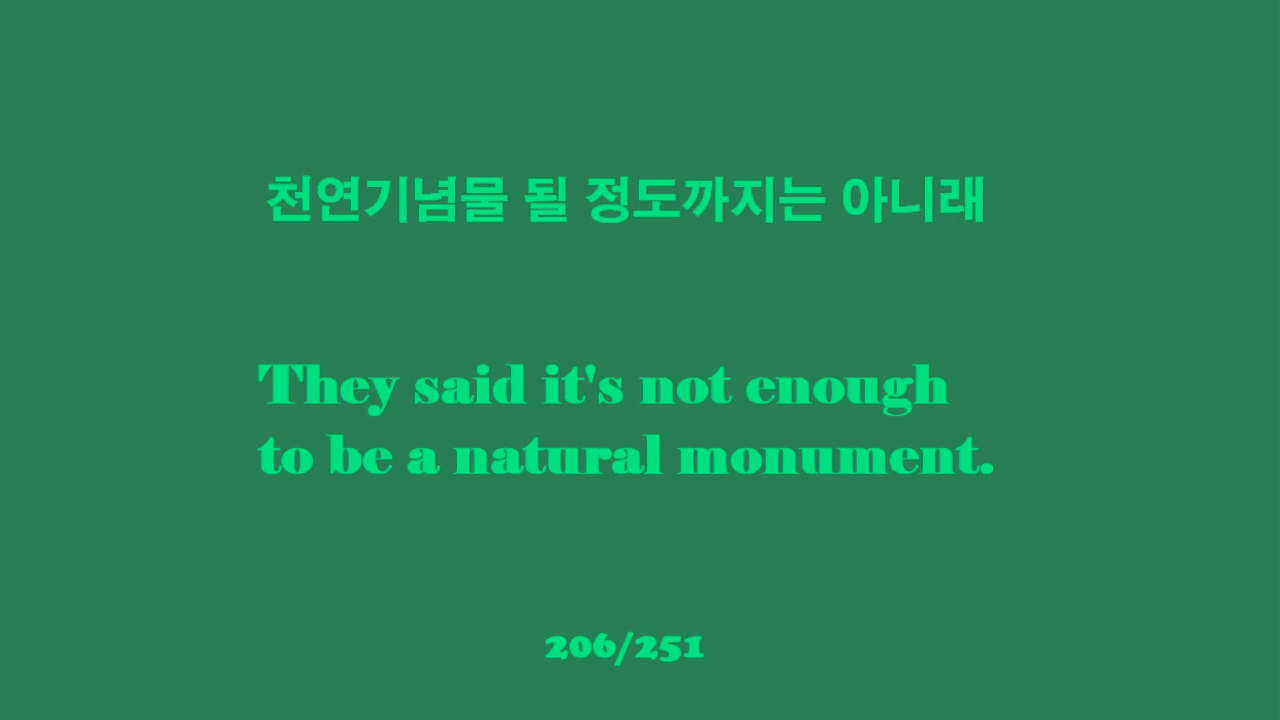 천연기념물 될 정도까지는 아니래
They said it's not enough
to be a natural monument.
206/251